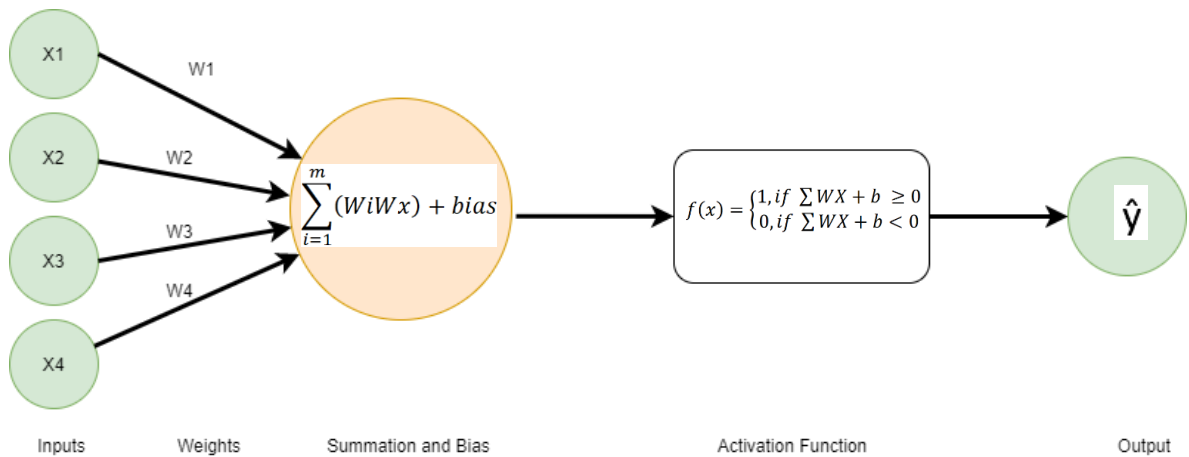 X1
W1
X2
W2
X3
W3
X4
W4
m
∑(WiWx) + bias
i=1
f(x) = {1, if ∑WX + b ≥ 0
0, if ∑WX + b < 0
ŷ
Inputs
Weights
Summation and Bias
Activation Function
Output